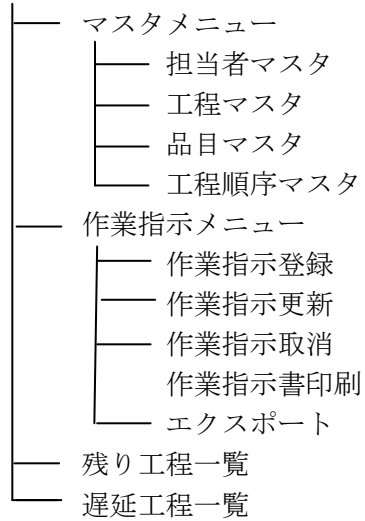 マスタメニュー
担当者マスタ
工程マスタ
品目マスタ
工程順序マスタ
作業指示メニュー
作業指示登録
作業指示更新
作業指示取消
作業指示書印刷
エクスポート
残り工程一覧
遅延工程一覧